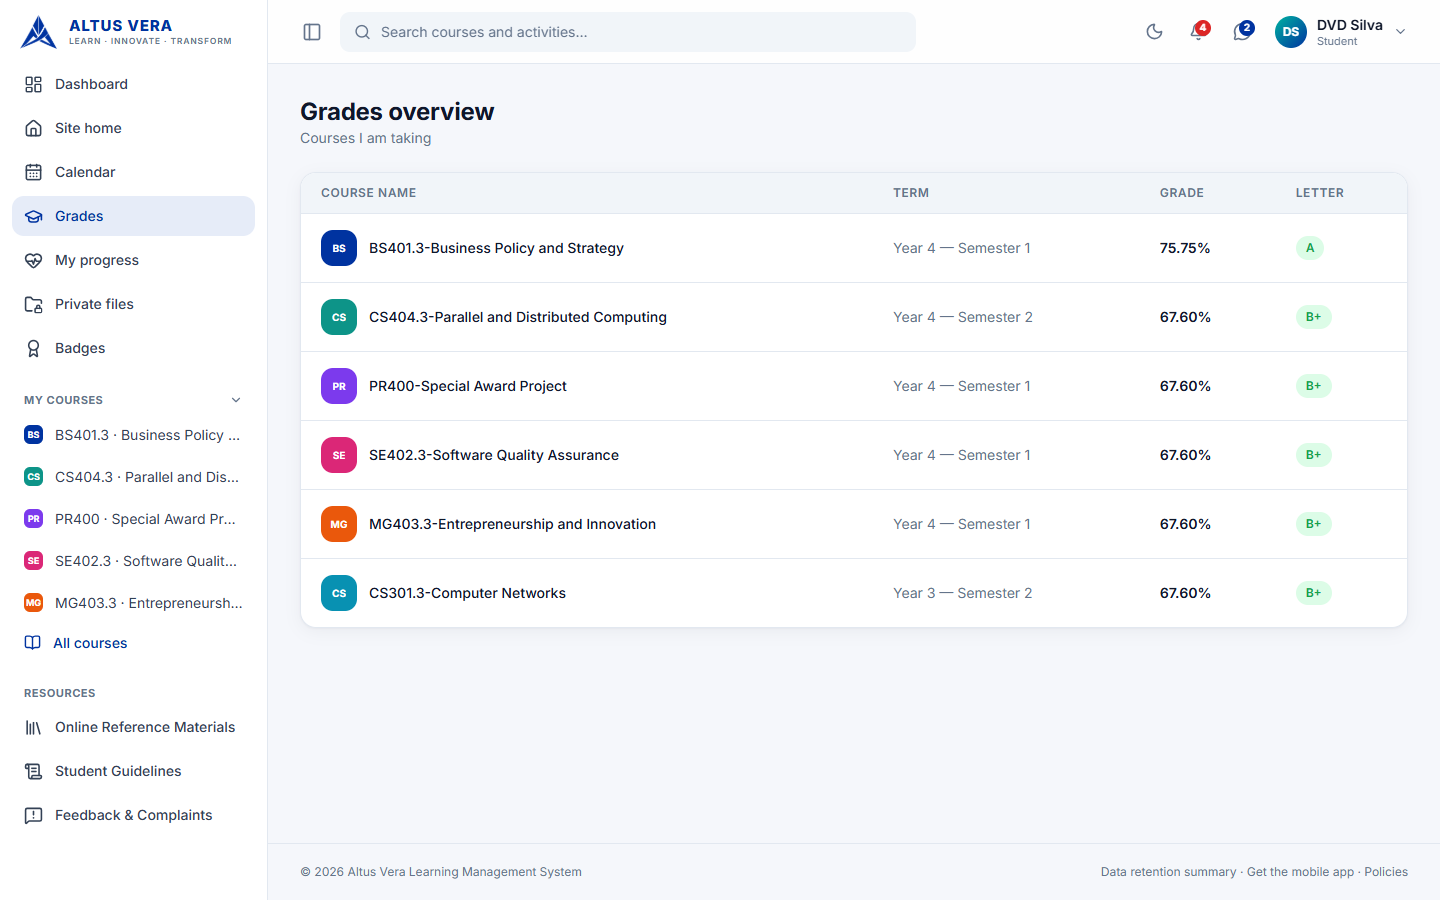 ALTUS VERA
LEARN · INNOVATE · TRANSFORM
Dashboard
Site home
Calendar
Grades
My progress
Private files
Badges
MY COURSES
BS BS401.3 · Business Policy ...
CS CS404.3 · Parallel and Dis...
PR PR400 · Special Award Pr...
SE SE402.3 · Software Qualit...
MG MG403.3 · Entrepreneursh...
All courses
RESOURCES
Online Reference Materials
Student Guidelines
Feedback & Complaints
Search courses and activities...
4
2
DS
DVD Silva
Student
Grades overview
Courses I am taking
COURSE NAME TERM GRADE LETTER
BS BS401.3-Business Policy and Strategy Year 4 — Semester 1 75.75% A
CS CS404.3-Parallel and Distributed Computing Year 4 — Semester 2 67.60% B+
PR PR400-Special Award Project Year 4 — Semester 1 67.60% B+
SE SE402.3-Software Quality Assurance Year 4 — Semester 1 67.60% B+
MG MG403.3-Entrepreneurship and Innovation Year 4 — Semester 1 67.60% B+
CS CS301.3-Computer Networks Year 3 — Semester 2 67.60% B+
© 2026 Altus Vera Learning Management System
Data retention summary · Get the mobile app · Policies